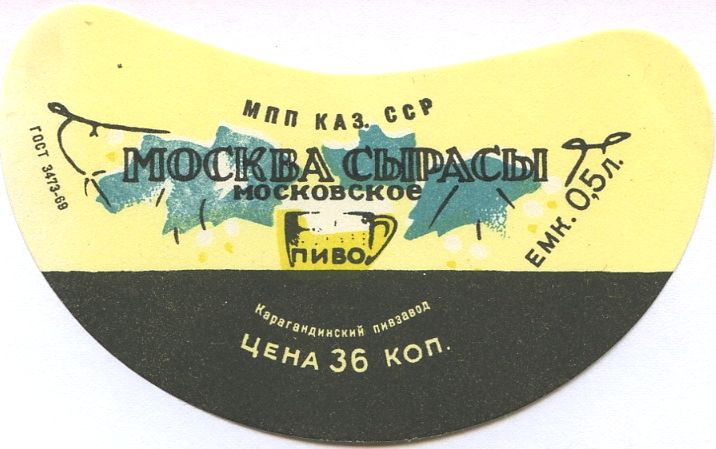 МПП КАЗ. ССР
ГОСТ 3473-69
МОСКВА СЫРАСЫ
МОСКОВСКОЕ
ПИВО
ЕМК. 0,5 Л.
Карагандинский пивзавод
ЦЕНА 36 КОП.